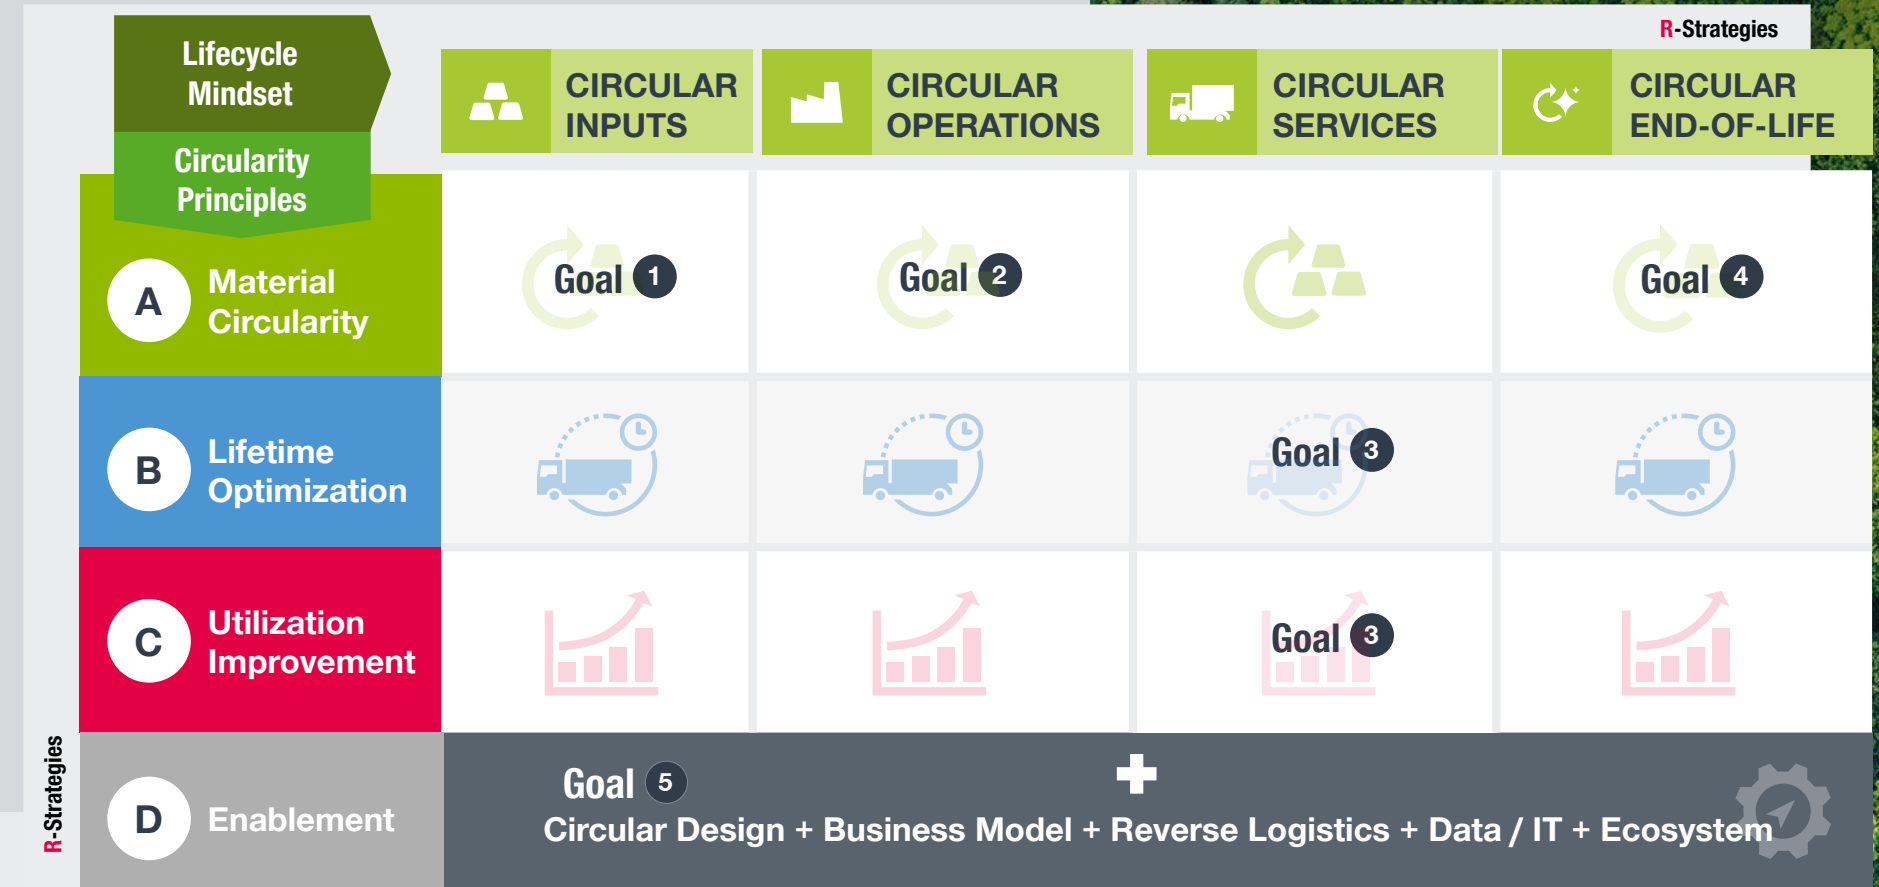 R-Strategies
Lifecycle
Mindset
Circularity
Principles
CIRCULAR
INPUTS
CIRCULAR
OPERATIONS
CIRCULAR
SERVICES
CIRCULAR
END-OF-LIFE
A
Material
Circularity
Goal 1
Goal 2
Goal 4
B
Lifetime
Optimization
Goal 3
C
Utilization
Improvement
Goal 3
R-Strategies
D
Enablement
Goal 5
+
Circular Design + Business Model + Reverse Logistics + Data / IT + Ecosystem